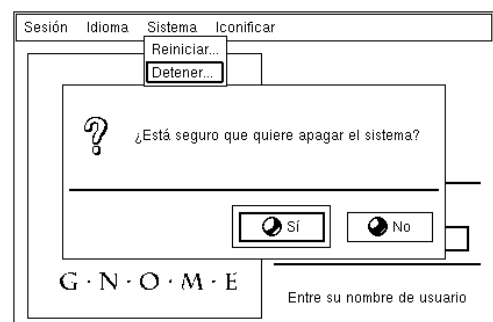 Sesión Idioma Sistema Iconificar
Reiniciar...
Detener...
¿Está seguro que quiere apagar el sistema?
Sí No
G · N · O · M · E
Entre su nombre de usuario